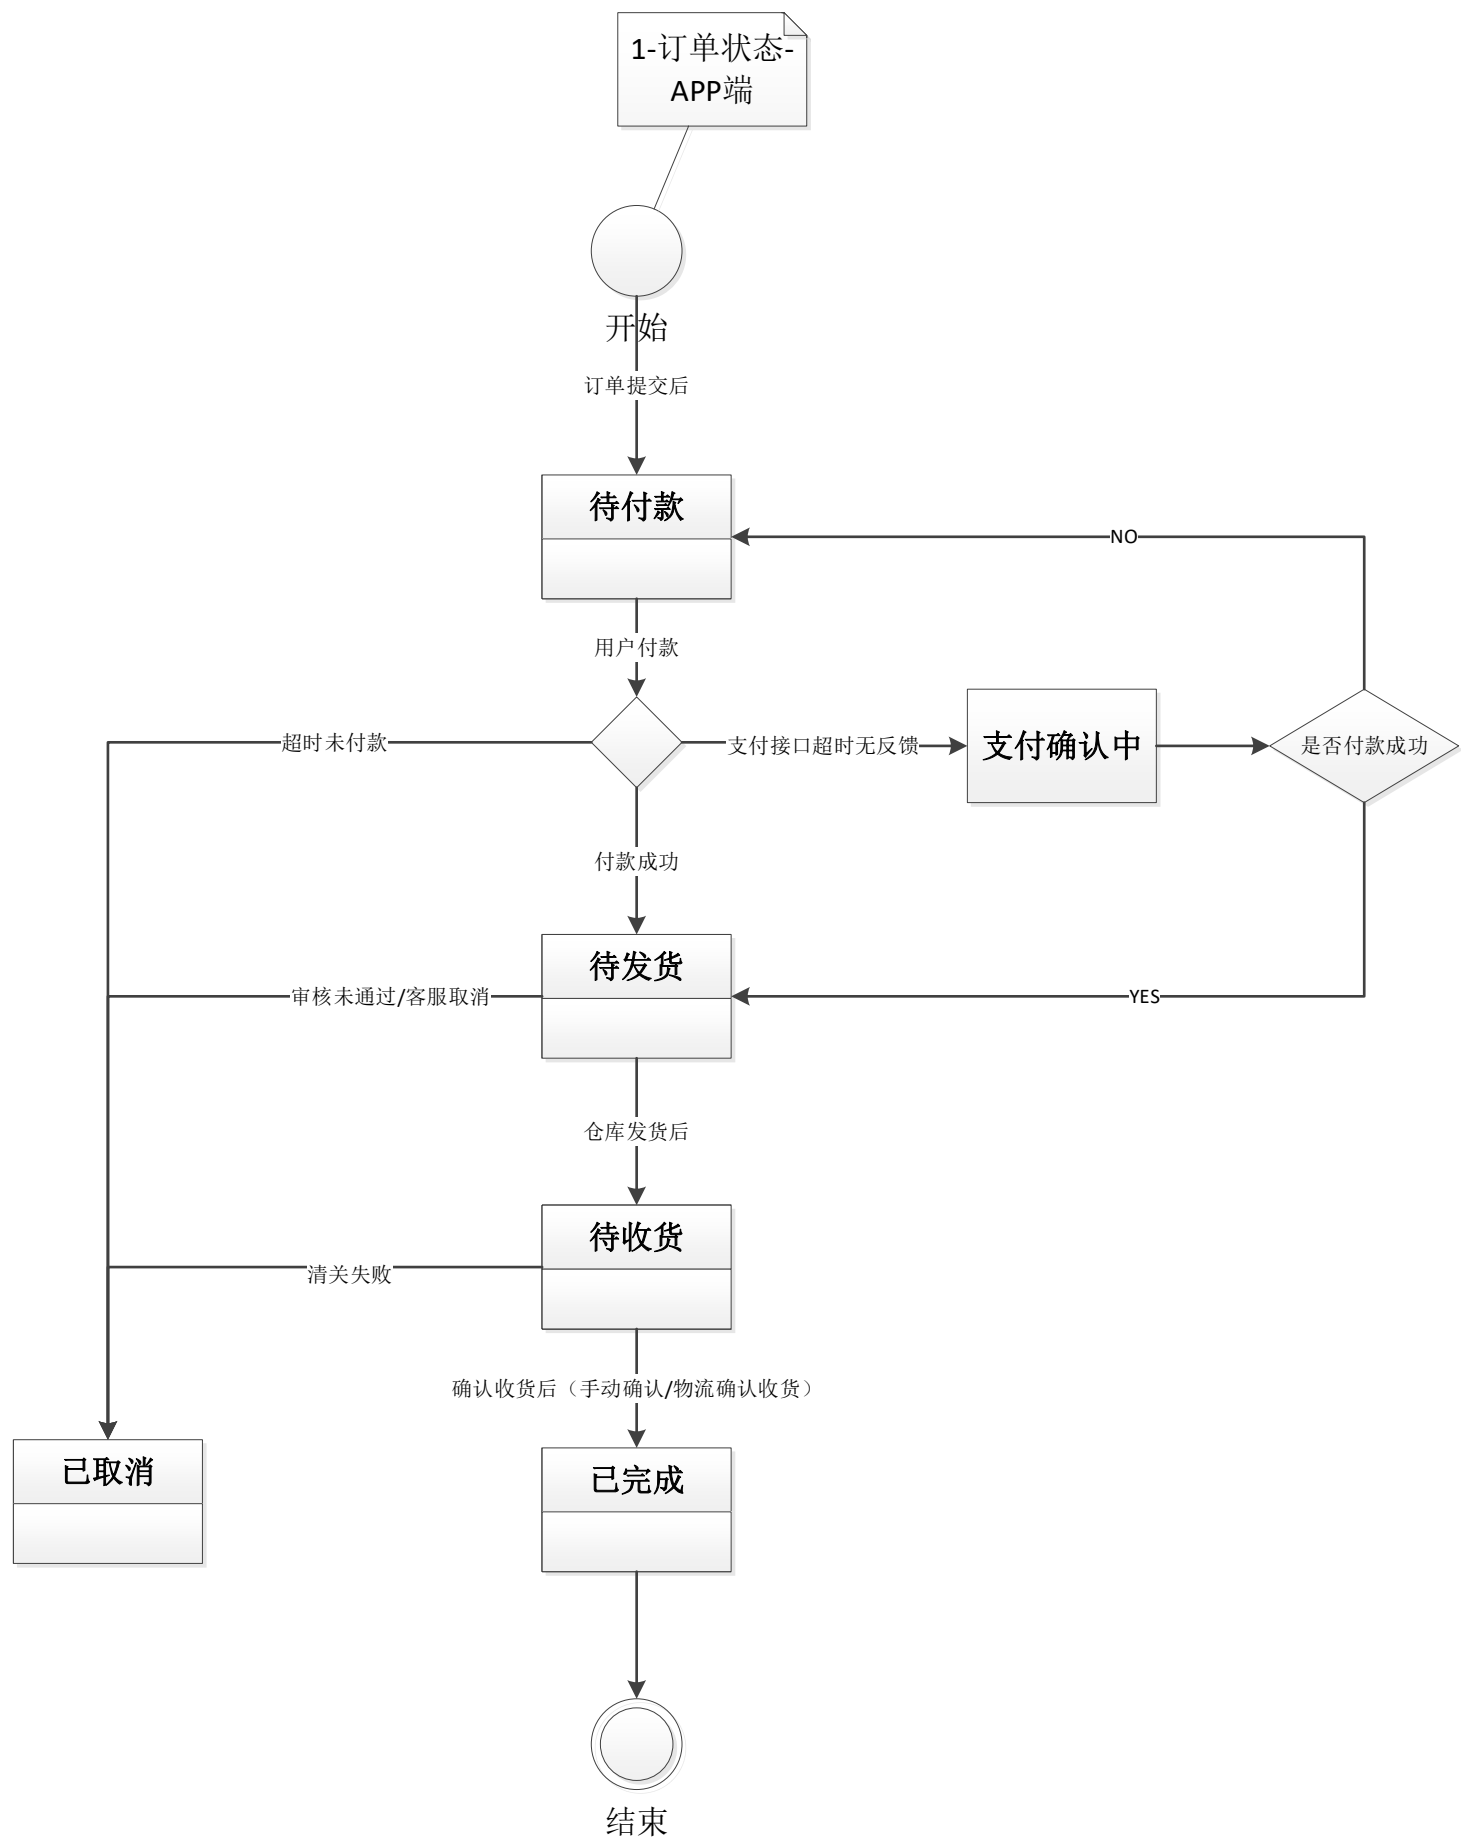 1-订单状态-
APP端
开始
订单提交后
待付款
NO
用户付款
超时未付款
支付接口超时无反馈
支付确认中
是否付款成功
付款成功
待发货
审核未通过/客服取消
YES
仓库发货后
待收货
清关失败
确认收货后（手动确认/物流确认收货）
已取消
已完成
结束